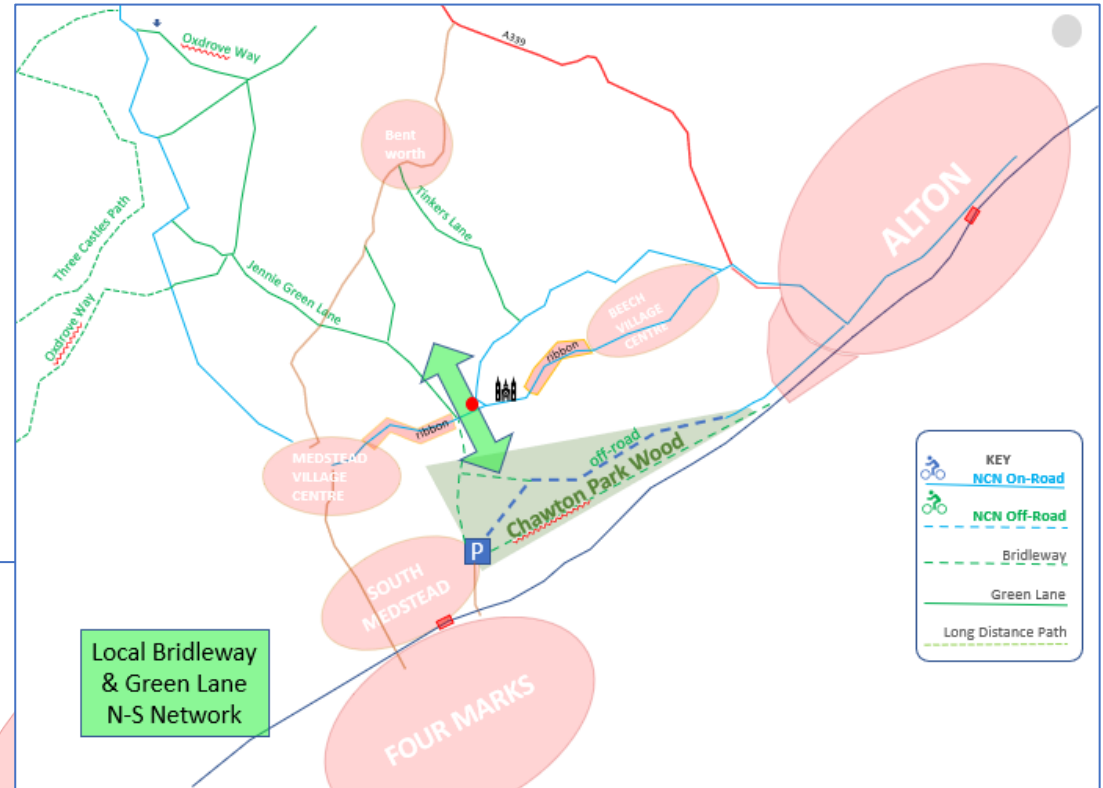 Oxdrove Way
A339
Bent
worth
ALTON
Tinkers Lane
Three Castles Path
Jennie Green Lane
BEECH
VILLAGE
CENTRE
Oxdrove Way
ribbon
ribbon
off-road
Chawton Park Wood
MEDSTEAD
VILLAGE
CENTRE
P
SOUTH
MEDSTEAD
FOUR MARKS
Local Bridleway
& Green Lane
N-S Network
KEY
NCN On-Road
NCN Off-Road
Bridleway
Green Lane
Long Distance Path